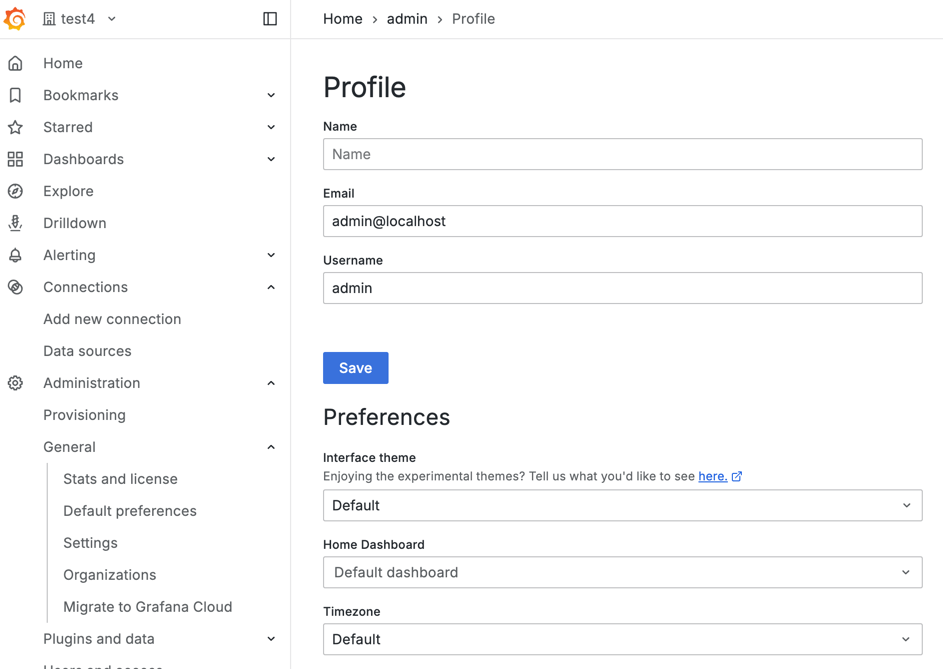 test4
Home › admin › Profile
Home
Bookmarks
Starred
Dashboards
Explore
Drilldown
Alerting
Connections
Add new connection
Data sources
Administration
Provisioning
General
Stats and license
Default preferences
Settings
Organizations
Migrate to Grafana Cloud
Plugins and data
Profile
Name
Name
Email
admin@localhost
Username
admin
Save
Preferences
Interface theme
Enjoying the experimental themes? Tell us what you'd like to see here.
Default
Home Dashboard
Default dashboard
Timezone
Default